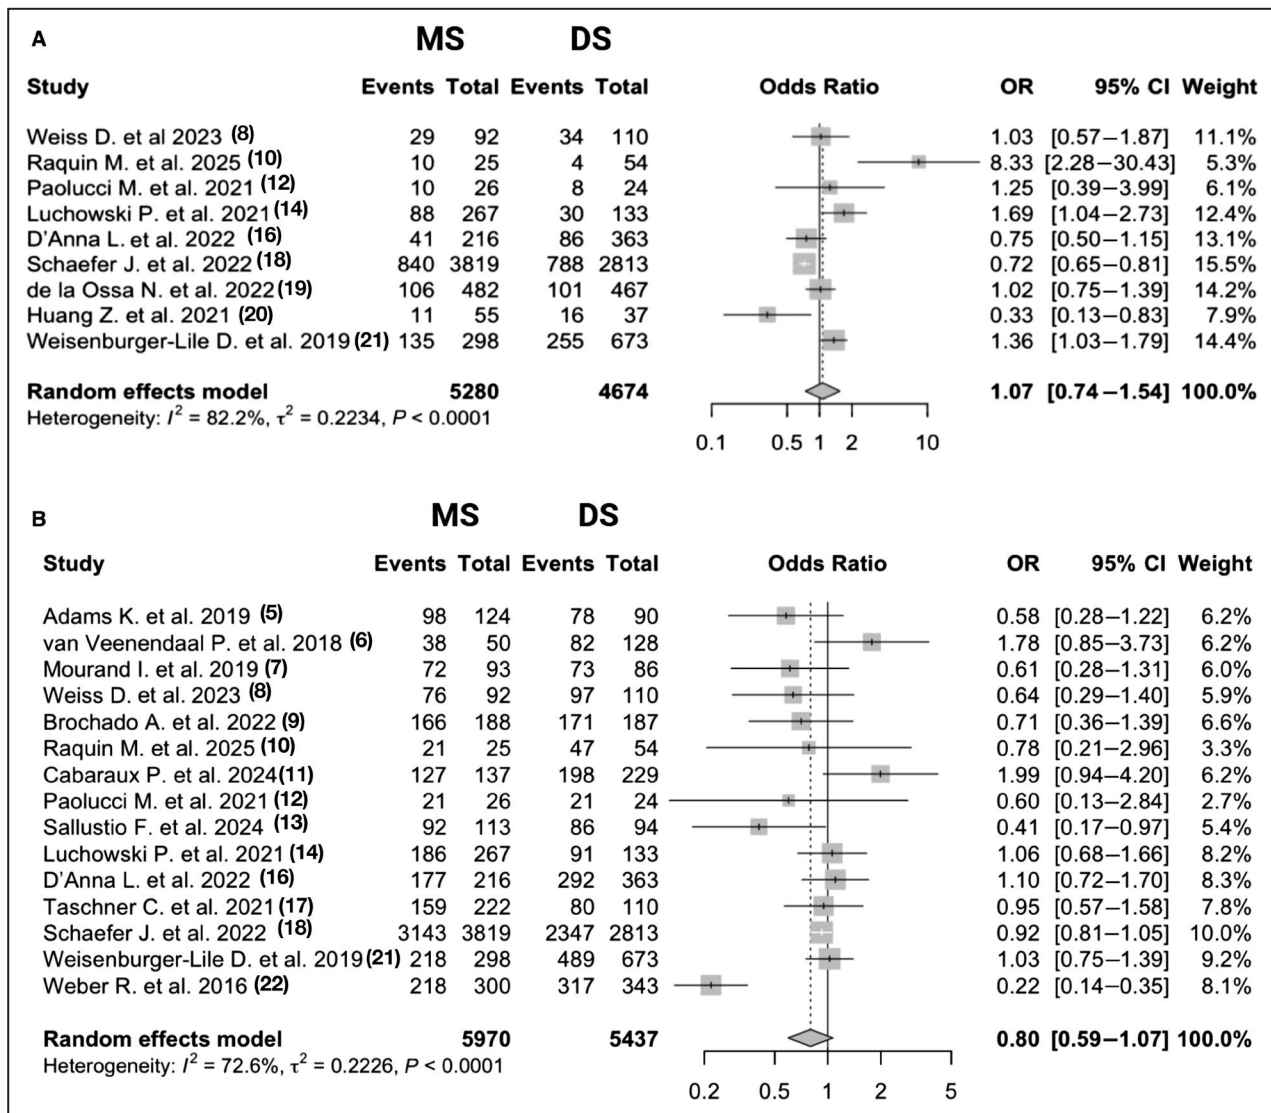 A
MS DS
Study Events Total Events Total Odds Ratio OR 95% CI Weight
Weiss D. et al 2023 (8) 29 92 34 110 1.03 [0.57−1.87] 11.1%
Raquin M. et al. 2025 (10) 10 25 4 54 8.33 [2.28−30.43] 5.3%
Paolucci M. et al. 2021 (12) 10 26 8 24 1.25 [0.39−3.99] 6.1%
Luchowski P. et al. 2021 (14) 88 267 30 133 1.69 [1.04−2.73] 12.4%
D'Anna L. et al. 2022 (16) 41 216 86 363 0.75 [0.50−1.15] 13.1%
Schaefer J. et al. 2022 (18) 840 3819 788 2813 0.72 [0.65−0.81] 15.5%
de la Ossa N. et al. 2022 (19) 106 482 101 467 1.02 [0.75−1.39] 14.2%
Huang Z. et al. 2021 (20) 11 55 16 37 0.33 [0.13−0.83] 7.9%
Weisenburger-Lile D. et al. 2019 (21) 135 298 255 673 1.36 [1.03−1.79] 14.4%
Random effects model 5280 4674 1.07 [0.74−1.54] 100.0%
Heterogeneity: I² = 82.2%, τ² = 0.2234, P < 0.0001
0.1 0.5 1 2 10
B
MS DS
Study Events Total Events Total Odds Ratio OR 95% CI Weight
Adams K. et al. 2019 (5) 98 124 78 90 0.58 [0.28−1.22] 6.2%
van Veenendaal P. et al. 2018 (6) 38 50 82 128 1.78 [0.85−3.73] 6.2%
Mourand I. et al. 2019 (7) 72 93 73 86 0.61 [0.28−1.31] 6.0%
Weiss D. et al. 2023 (8) 76 92 97 110 0.64 [0.29−1.40] 5.9%
Brochado A. et al. 2022 (9) 166 188 171 187 0.71 [0.36−1.39] 6.6%
Raquin M. et al. 2025 (10) 21 25 47 54 0.78 [0.21−2.96] 3.3%
Cabaraux P. et al. 2024 (11) 127 137 198 229 1.99 [0.94−4.20] 6.2%
Paolucci M. et al. 2021 (12) 21 26 21 24 0.60 [0.13−2.84] 2.7%
Sallustio F. et al. 2024 (13) 92 113 86 94 0.41 [0.17−0.97] 5.4%
Luchowski P. et al. 2021 (14) 186 267 91 133 1.06 [0.68−1.66] 8.2%
D'Anna L. et al. 2022 (16) 177 216 292 363 1.10 [0.72−1.70] 8.3%
Taschner C. et al. 2021 (17) 159 222 80 110 0.95 [0.57−1.58] 7.8%
Schaefer J. et al. 2022 (18) 3143 3819 2347 2813 0.92 [0.81−1.05] 10.0%
Weisenburger-Lile D. et al. 2019 (21) 218 298 489 673 1.03 [0.75−1.39] 9.2%
Weber R. et al. 2016 (22) 218 300 317 343 0.22 [0.14−0.35] 8.1%
Random effects model 5970 5437 0.80 [0.59−1.07] 100.0%
Heterogeneity: I² = 72.6%, τ² = 0.2226, P < 0.0001
0.2 0.5 1 2 5